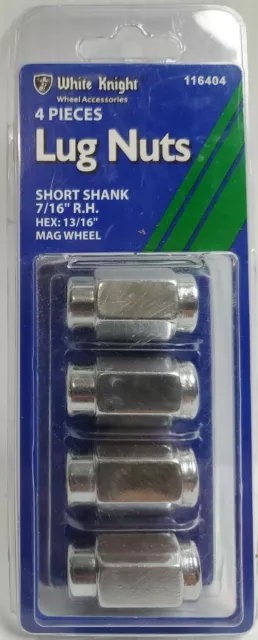 White Knight
Wheel Accessories
116404
4 PIECES
Lug Nuts
SHORT SHANK
7/16" R.H.
HEX: 13/16"
MAG WHEEL